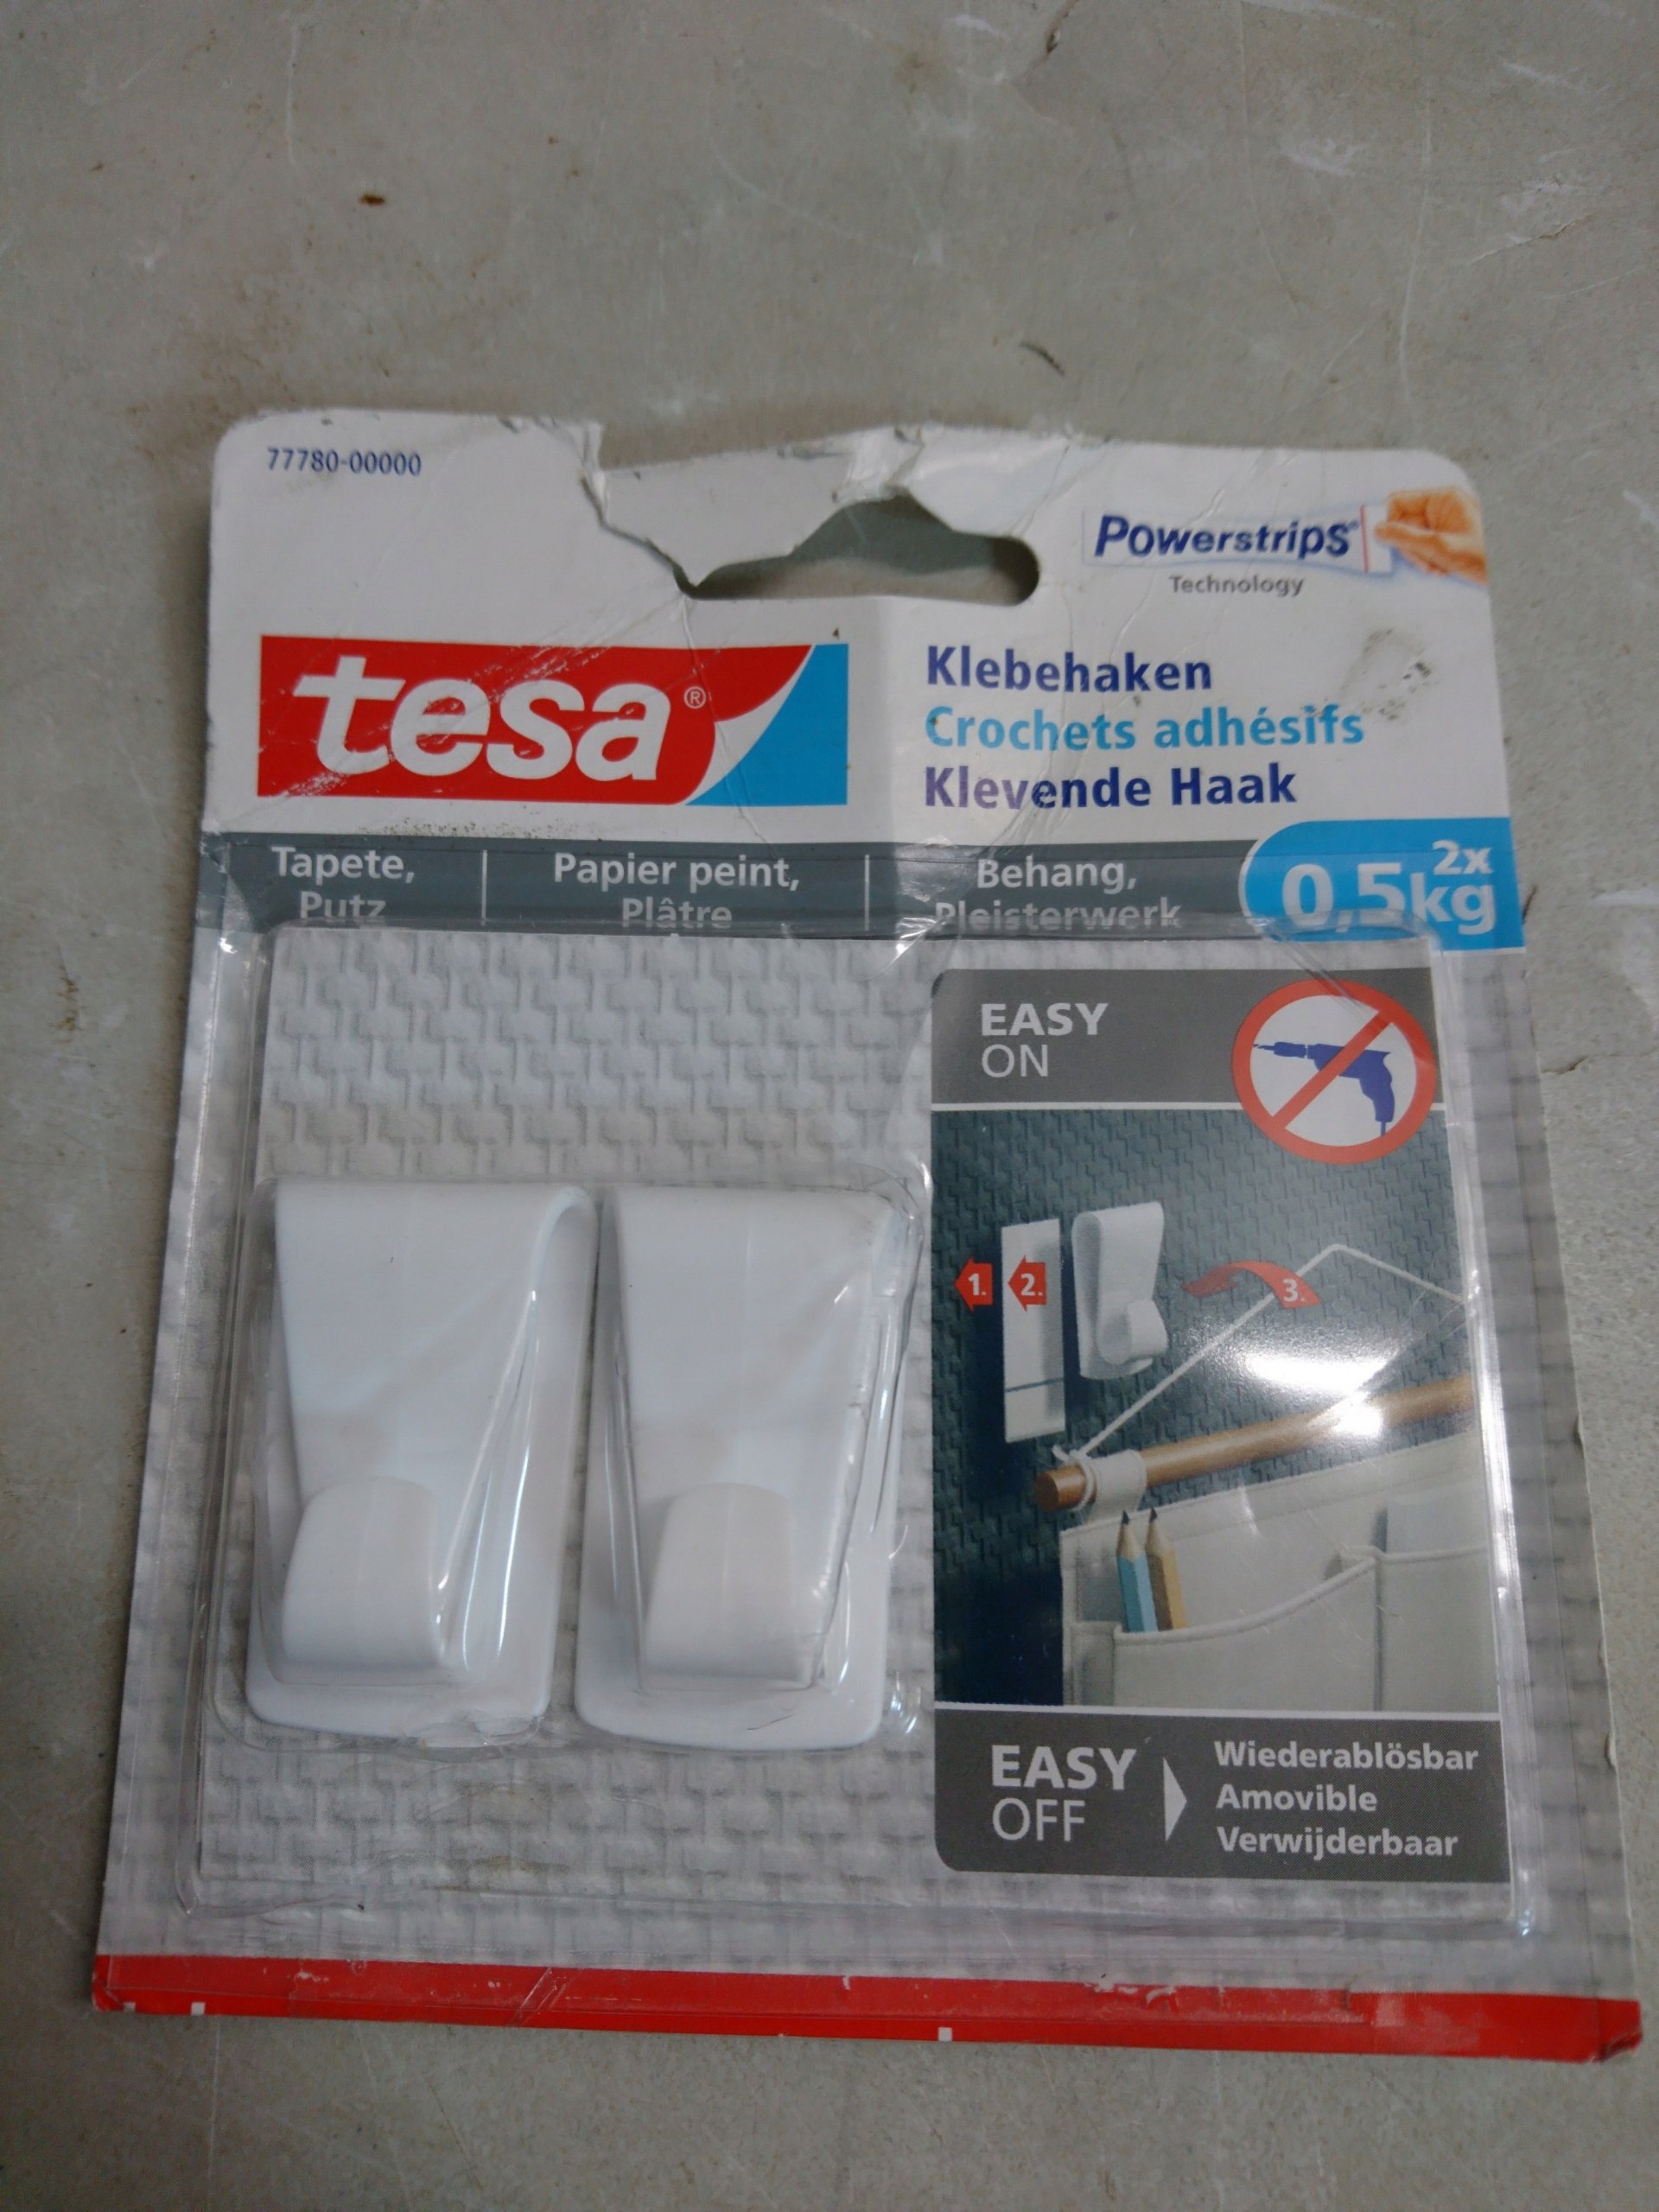 77780-00000
Powerstrips®
Technology
tesa®
Klebehaken
Crochets adhésifs
Klevende Haak
Tapete,
Putz
Papier peint,
Plâtre
Behang,
Pleisterwerk
2x
0,5kg
EASY
ON
1.
2.
3.
EASY
OFF
Wiederablösbar
Amovible
Verwijderbaar